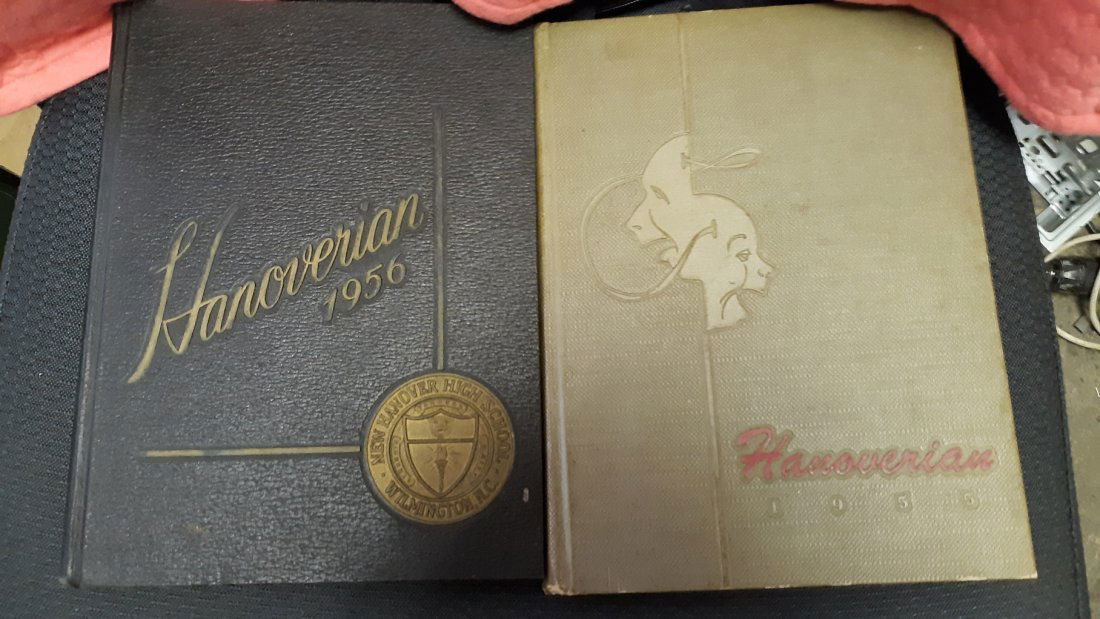 Hanoverian
1956
· NEW HANOVER HIGH SCHOOL ·
WILMINGTON, N.C.
Hanoverian
1955